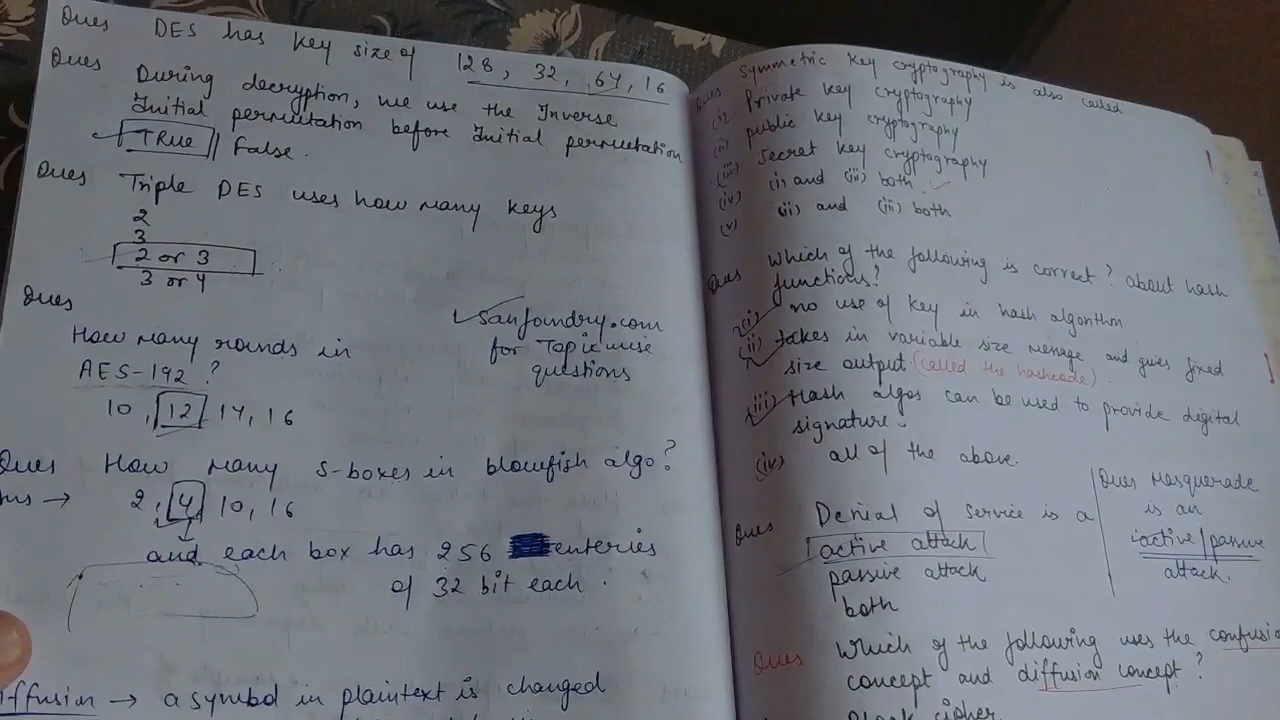 Ques DES has key size of 128, 32, 64, 16
Ques During decryption, we use the Inverse
Initial permutation before Initial permutation
TRUE // False.
Ques Triple DES uses how many keys
2
3
2 or 3
3 or 4
Ques
How many rounds in
AES-192 ?
10, 12, 14, 16
sanfoundry.com
for Topic wise
questions
Ques How many S-boxes in blowfish algo?
Ans → 2, 4, 10, 16
and each box has 256 enteries
of 32 bit each.
Diffusion → a symbol in plaintext is changed
Ques Symmetric key cryptography is also called
(i) Private key cryptography
(ii) public key cryptography
(iii) secret key cryptography
(iv) (i) and (iii) both
(v) (ii) and (iii) both
Ques Which of the following is correct? about hash
functions?
(i) no use of key in hash algorithm
(ii) takes in variable size message and gives fixed
size output (called the hashcode).
(iii) Hash algos can be used to provide digital
signature.
(iv) all of the above.
Ques Denial of service is a
active attack
passive attack
both
Ques Masquerade
is an
active/passive
attack.
Ques Which of the following uses the confusion
concept and diffusion concept?
Block cipher